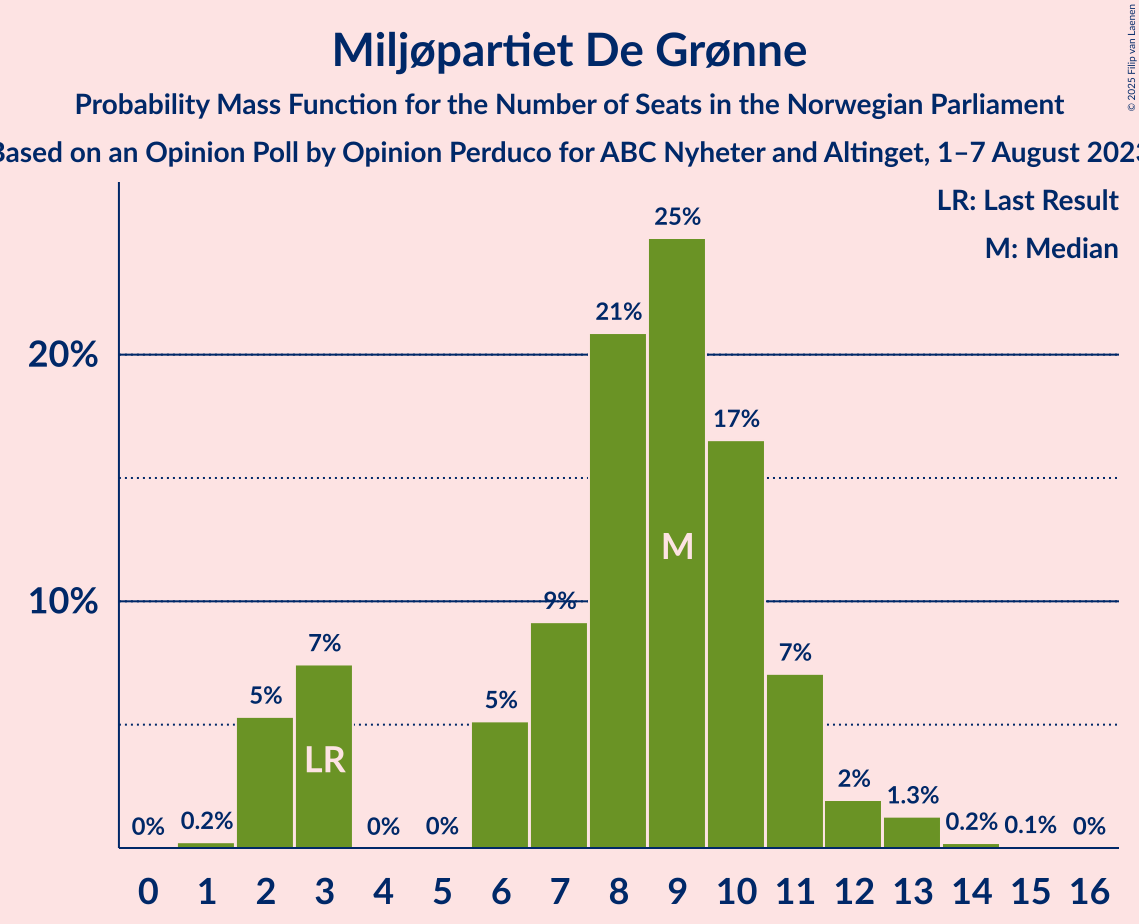 Miljøpartiet De Grønne
Probability Mass Function for the Number of Seats in the Norwegian Parliament
Based on an Opinion Poll by Opinion Perduco for ABC Nyheter and Altinget, 1–7 August 2023
© 2025 Filip van Laenen
LR: Last Result
M: Median
25%
21%
20%
17%
M
10%
9%
7%
7%
5%
5%
LR
2%
1.3%
0%
0.2%
0%
0%
0.2%
0.1%
0%
0 1 2 3 4 5 6 7 8 9 10 11 12 13 14 15 16